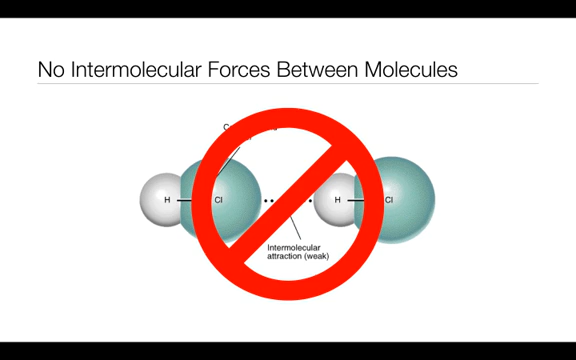 No Intermolecular Forces Between Molecules
H
Cl
H
Cl
Intermolecular
attraction (weak)